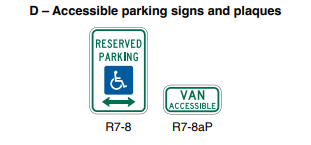 D – Accessible parking signs and plaques
RESERVED
PARKING
VAN
ACCESSIBLE
R7-8
R7-8aP